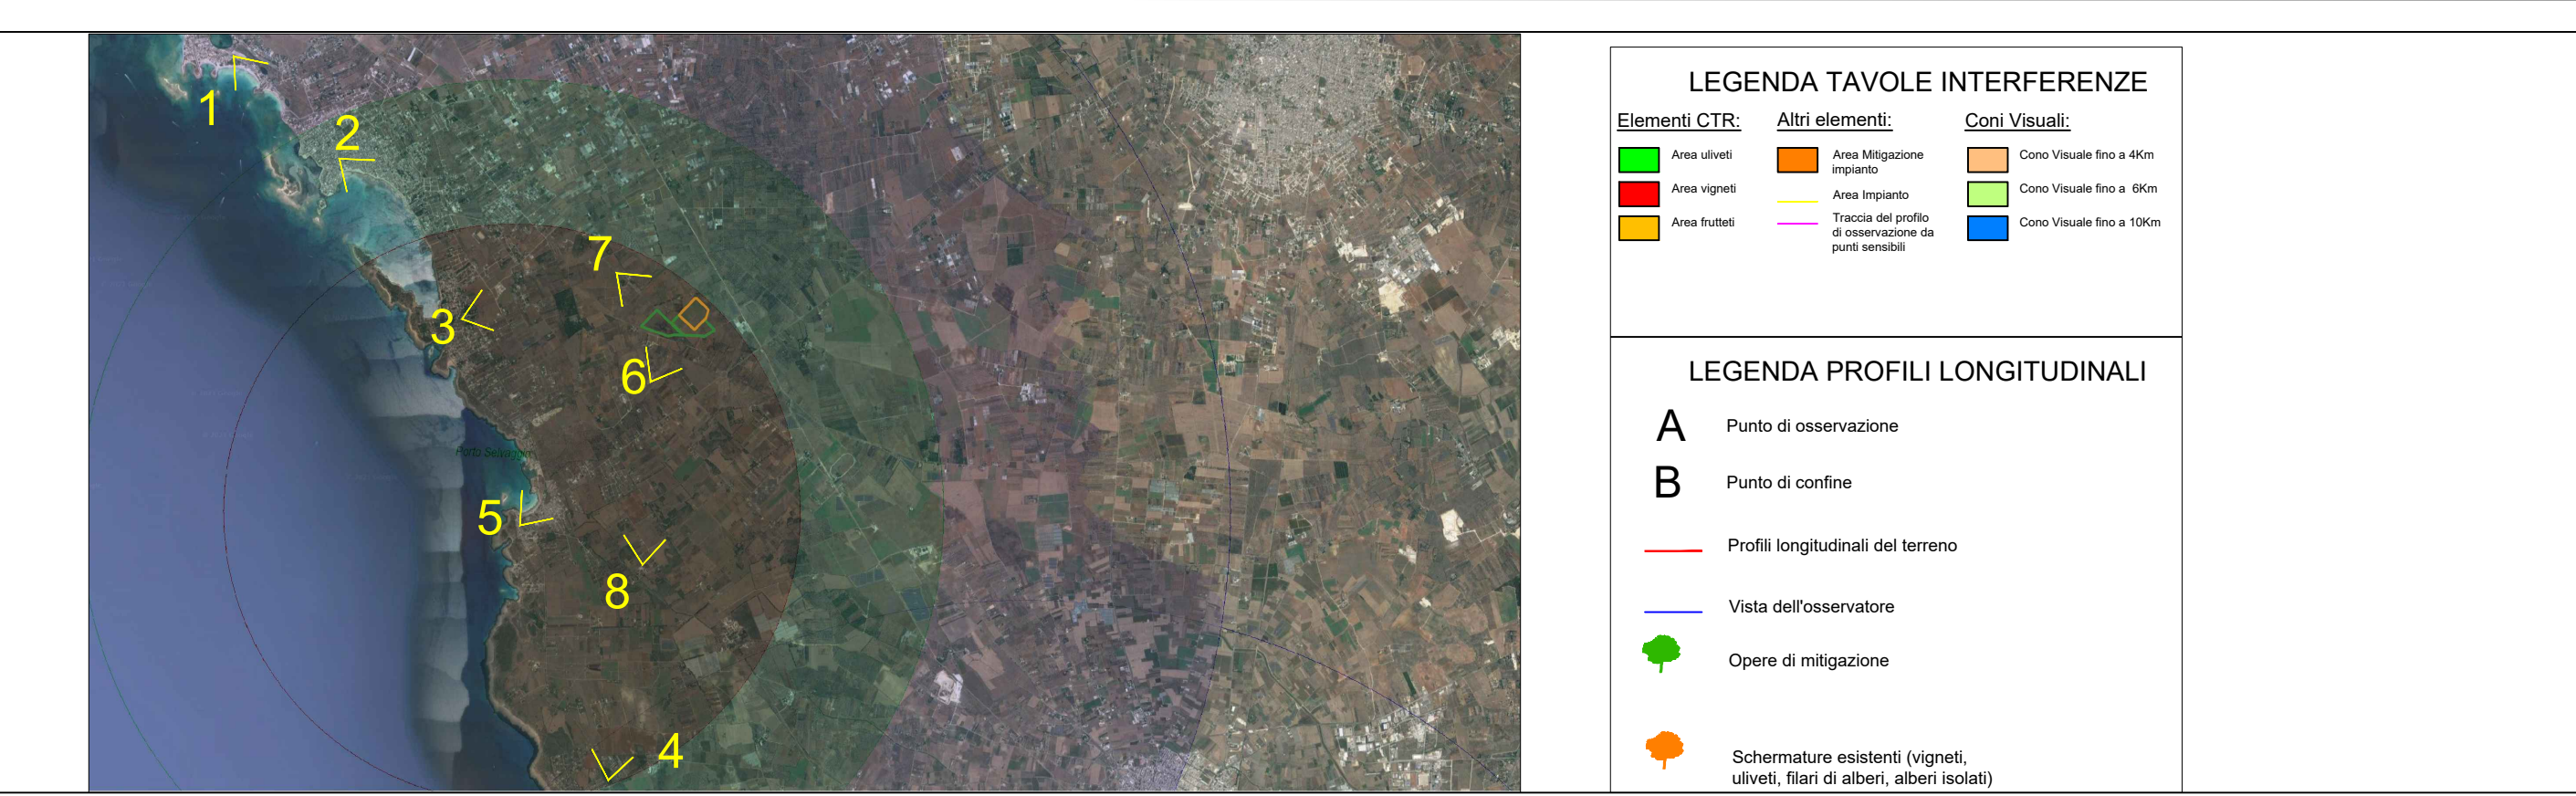 1
2
3
4
5
6
7
8
Porto Selvaggio
LEGENDA TAVOLE INTERFERENZE
Elementi CTR:
Area uliveti
Area vigneti
Area frutteti
Altri elementi:
Area Mitigazione
impianto
Area Impianto
Traccia del profilo
di osservazione da
punti sensibili
Coni Visuali:
Cono Visuale fino a 4Km
Cono Visuale fino a 6Km
Cono Visuale fino a 10Km
LEGENDA PROFILI LONGITUDINALI
A Punto di osservazione
B Punto di confine
Profili longitudinali del terreno
Vista dell'osservatore
Opere di mitigazione
Schermature esistenti (vigneti,
uliveti, filari di alberi, alberi isolati)